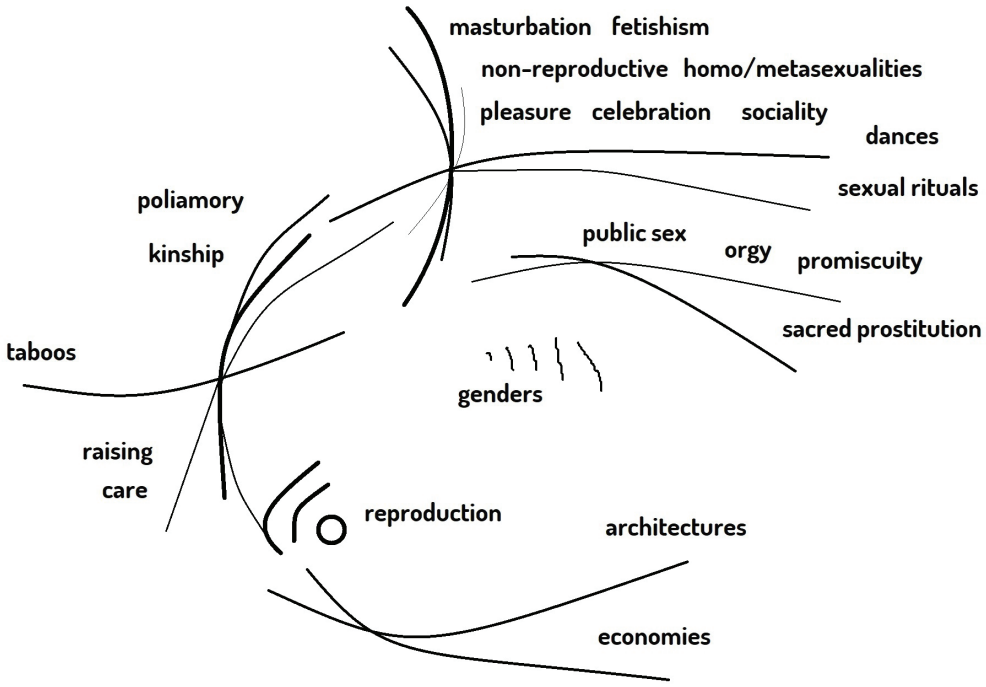 masturbation fetishism
non-reproductive homo/metasexualities
pleasure celebration sociality
dances
sexual rituals
poliamory
kinship
public sex
orgy
promiscuity
sacred prostitution
taboos
genders
raising
care
reproduction
architectures
economies